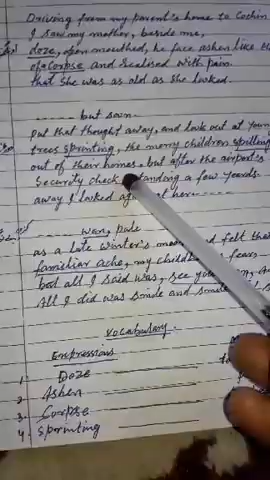 Driving from my parent's home to Cochin
I saw my mother, beside me,
doze, open mouthed, he face ashen like
of a Corpse and Realised with pain
that she was as old as she looked.
but soon
put that thought away, and look out at
trees sprinting, the merry children spilling
out of their homes, but after the airport's
Security check, standing a few yards
away I looked again at here
wan, pale
as a late winter's moon and felt that
familiar ache, my childhood's fear,
but all I said was, see you soon,
All I did was smile and smile and
Vocabulary.
Expressions
1. Doze
2. Ashen
3. Corpse
4. Sprinting